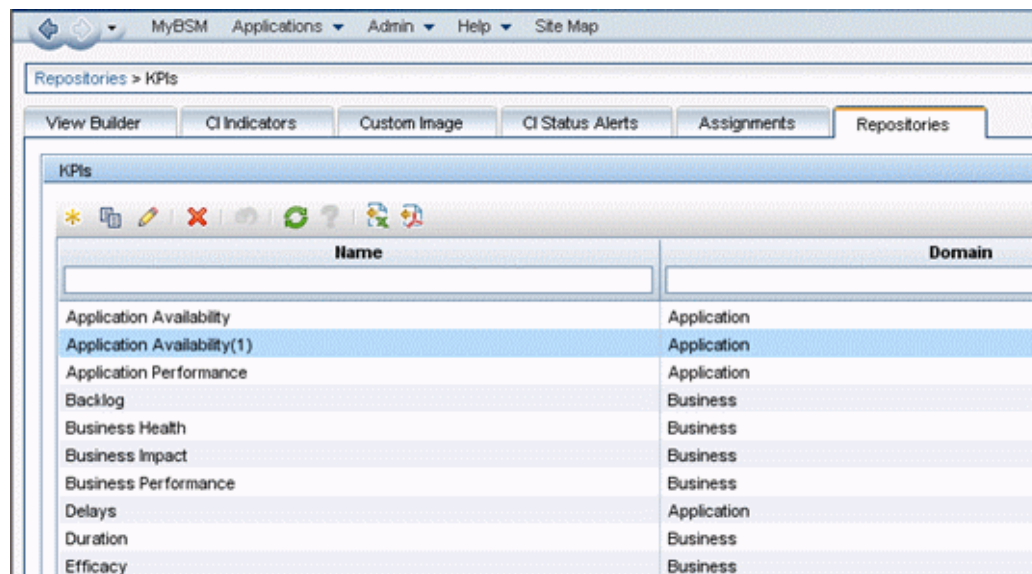 MyBSM Applications Admin Help Site Map
Repositories > KPIs
View Builder CI Indicators Custom Image CI Status Alerts Assignments Repositories
KPIs
Name Domain
Application Availability Application
Application Availability(1) Application
Application Performance Application
Backlog Business
Business Health Business
Business Impact Business
Business Performance Business
Delays Application
Duration Business
Efficacy Business